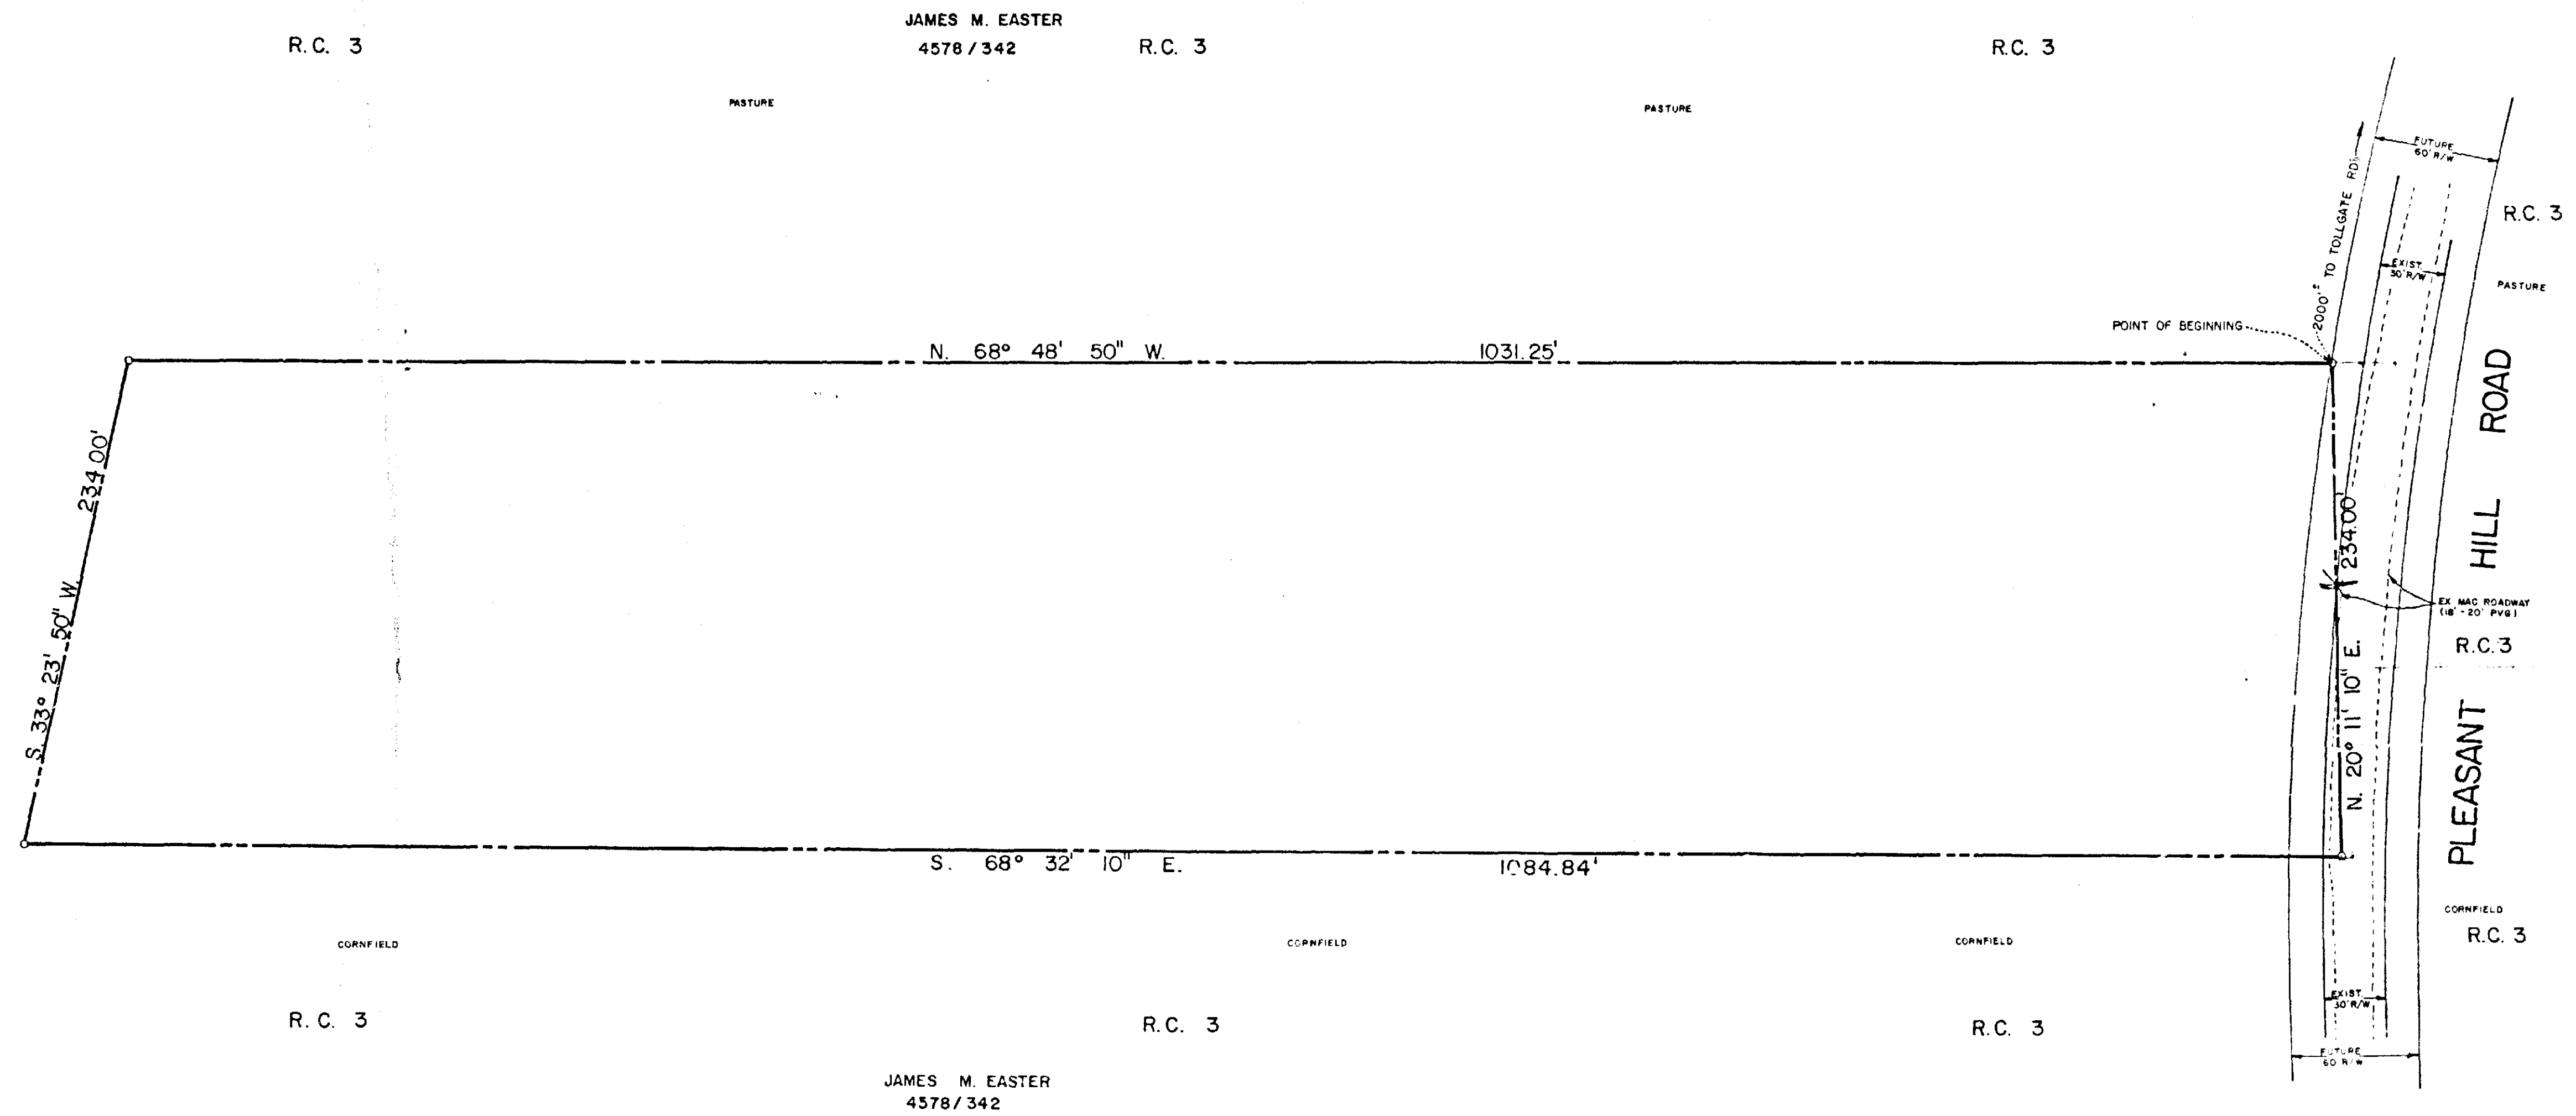 JAMES M. EASTER
4578 / 342
R.C. 3
R.C. 3
R.C. 3
PASTURE
PASTURE
FUTURE
60' R/W
2000'± TO TOLLGATE RD.
R.C. 3
EXIST.
30' R/W
PASTURE
POINT OF BEGINNING
N. 68° 48' 50" W. 1031.25'
S. 33° 23' 50" W. 234.00'
N. 20° 11' 10" E. 234.00'
PLEASANT HILL ROAD
EX. MAC. ROADWAY
(18' - 20' PVG)
R.C. 3
S. 68° 32' 10" E. 1084.84'
CORNFIELD
CORNFIELD
CORNFIELD
CORNFIELD
R.C. 3
EXIST.
30' R/W
R.C. 3
R.C. 3
R.C. 3
FUTURE
60' R/W
JAMES M. EASTER
4578 / 342